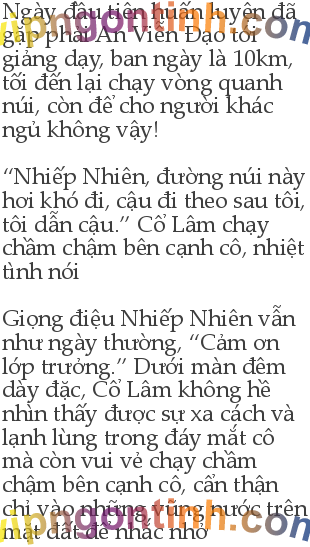 Ngày đầu tiên huấn luyện đã
gặp phải An Viễn Đạo tới
giảng dạy, ban ngày là 10km,
tối đến lại chạy vòng quanh
núi, còn để cho người khác
ngủ không vậy!
“Nhiếp Nhiên, đường núi này
hơi khó đi, cậu đi theo sau tôi,
tôi dẫn cậu.” Cổ Lâm chạy
chầm chậm bên cạnh cô, nhiệt
tình nói
Giọng điệu Nhiếp Nhiên vẫn
như ngày thường, “Cảm ơn
lớp trưởng.” Dưới màn đêm
dày đặc, Cổ Lâm không hề
nhìn thấy được sự xa cách và
lạnh lùng trong đáy mắt cô
mà còn vui vẻ chạy chầm
chậm bên cạnh cô, cẩn thận
chỉ vào những vũng nước trên
mặt đất để nhắc nhở
vipngontinh.com
vipngontinh.com